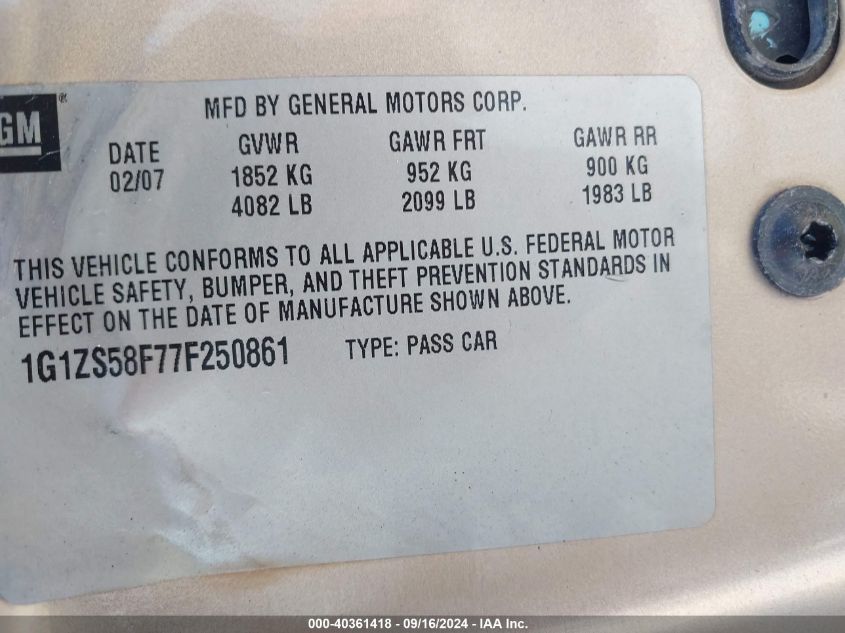 GM®
MFD BY GENERAL MOTORS CORP.
DATE GVWR GAWR FRT GAWR RR
02/07 1852 KG 952 KG 900 KG
4082 LB 2099 LB 1983 LB
THIS VEHICLE CONFORMS TO ALL APPLICABLE U.S. FEDERAL MOTOR
VEHICLE SAFETY, BUMPER, AND THEFT PREVENTION STANDARDS IN
EFFECT ON THE DATE OF MANUFACTURE SHOWN ABOVE.
1G1ZS58F77F250861 TYPE: PASS CAR
000-40361418 - 09/16/2024 - IAA Inc.